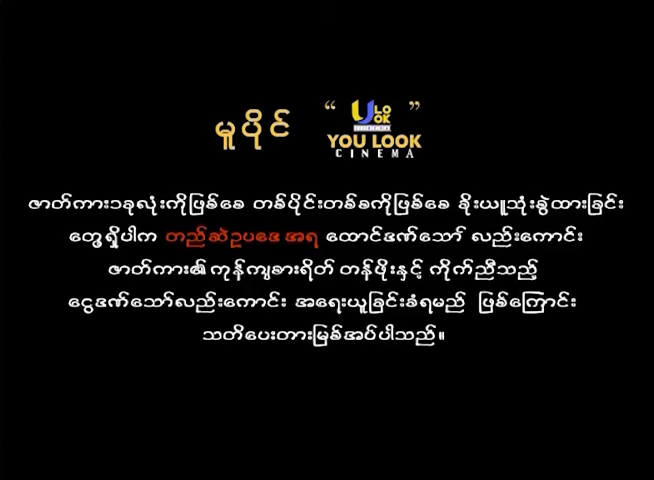 မူပိုင် “ ULOOK ”
YOU LOOK
CINEMA
ဇာတ်ကား၁ခုလုံးကိုဖြစ်စေ တစ်ပိုင်းတစ်စကိုဖြစ်စေ ခိုးယူသုံးစွဲထားခြင်း
တွေ့ရှိပါက တည်ဆဲဥပဒေအရ ထောင်ဒဏ်သော် လည်းကောင်း
ဇာတ်ကား၏ ကုန်ကျစားရိတ် တန်ဖိုးနှင့် ကိုက်ညီသည့်
ငွေဒဏ်သော်လည်းကောင်း အရေးယူခြင်းခံရမည် ဖြစ်ကြောင်း
သတိပေးတားမြစ်အပ်ပါသည်။